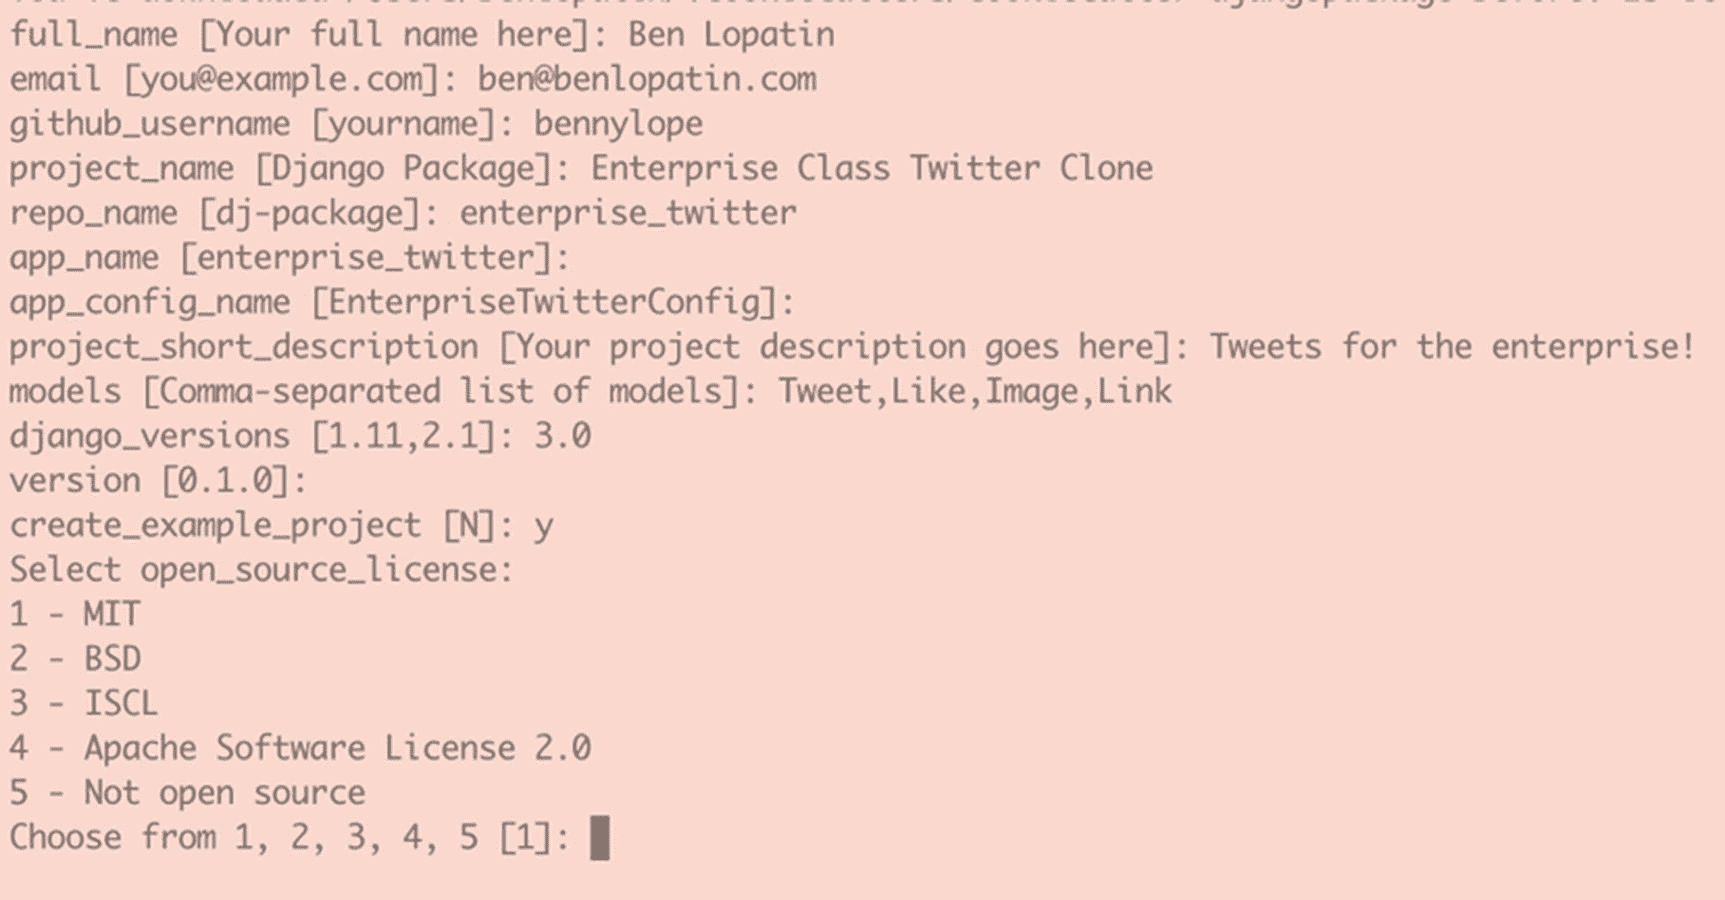 full_name [Your full name here]: Ben Lopatin
email [you@example.com]: ben@benlopatin.com
github_username [yourname]: bennylope
project_name [Django Package]: Enterprise Class Twitter Clone
repo_name [dj-package]: enterprise_twitter
app_name [enterprise_twitter]:
app_config_name [EnterpriseTwitterConfig]:
project_short_description [Your project description goes here]: Tweets for the enterprise!
models [Comma-separated list of models]: Tweet,Like,Image,Link
django_versions [1.11,2.1]: 3.0
version [0.1.0]:
create_example_project [N]: y
Select open_source_license:
1 - MIT
2 - BSD
3 - ISCL
4 - Apache Software License 2.0
5 - Not open source
Choose from 1, 2, 3, 4, 5 [1]: